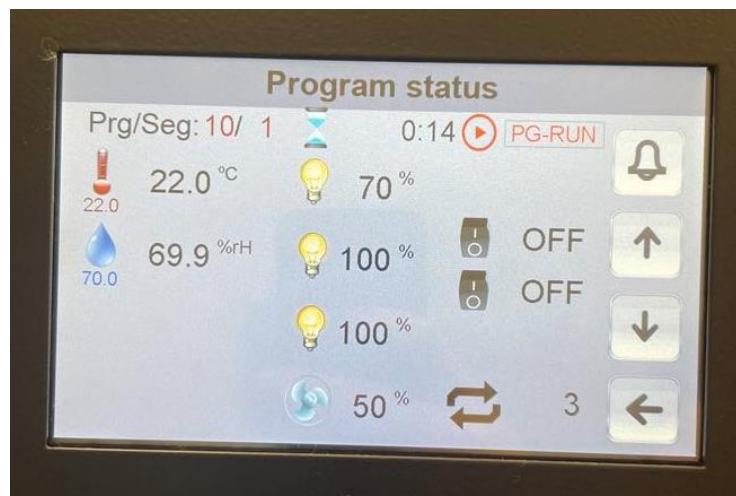 Program status
Prg/Seg: 10/ 1 0:14 PG-RUN
22.0 °C 70 %
22.0
69.9 %rH 100 % OFF
70.0 OFF
100 %
50 % 3